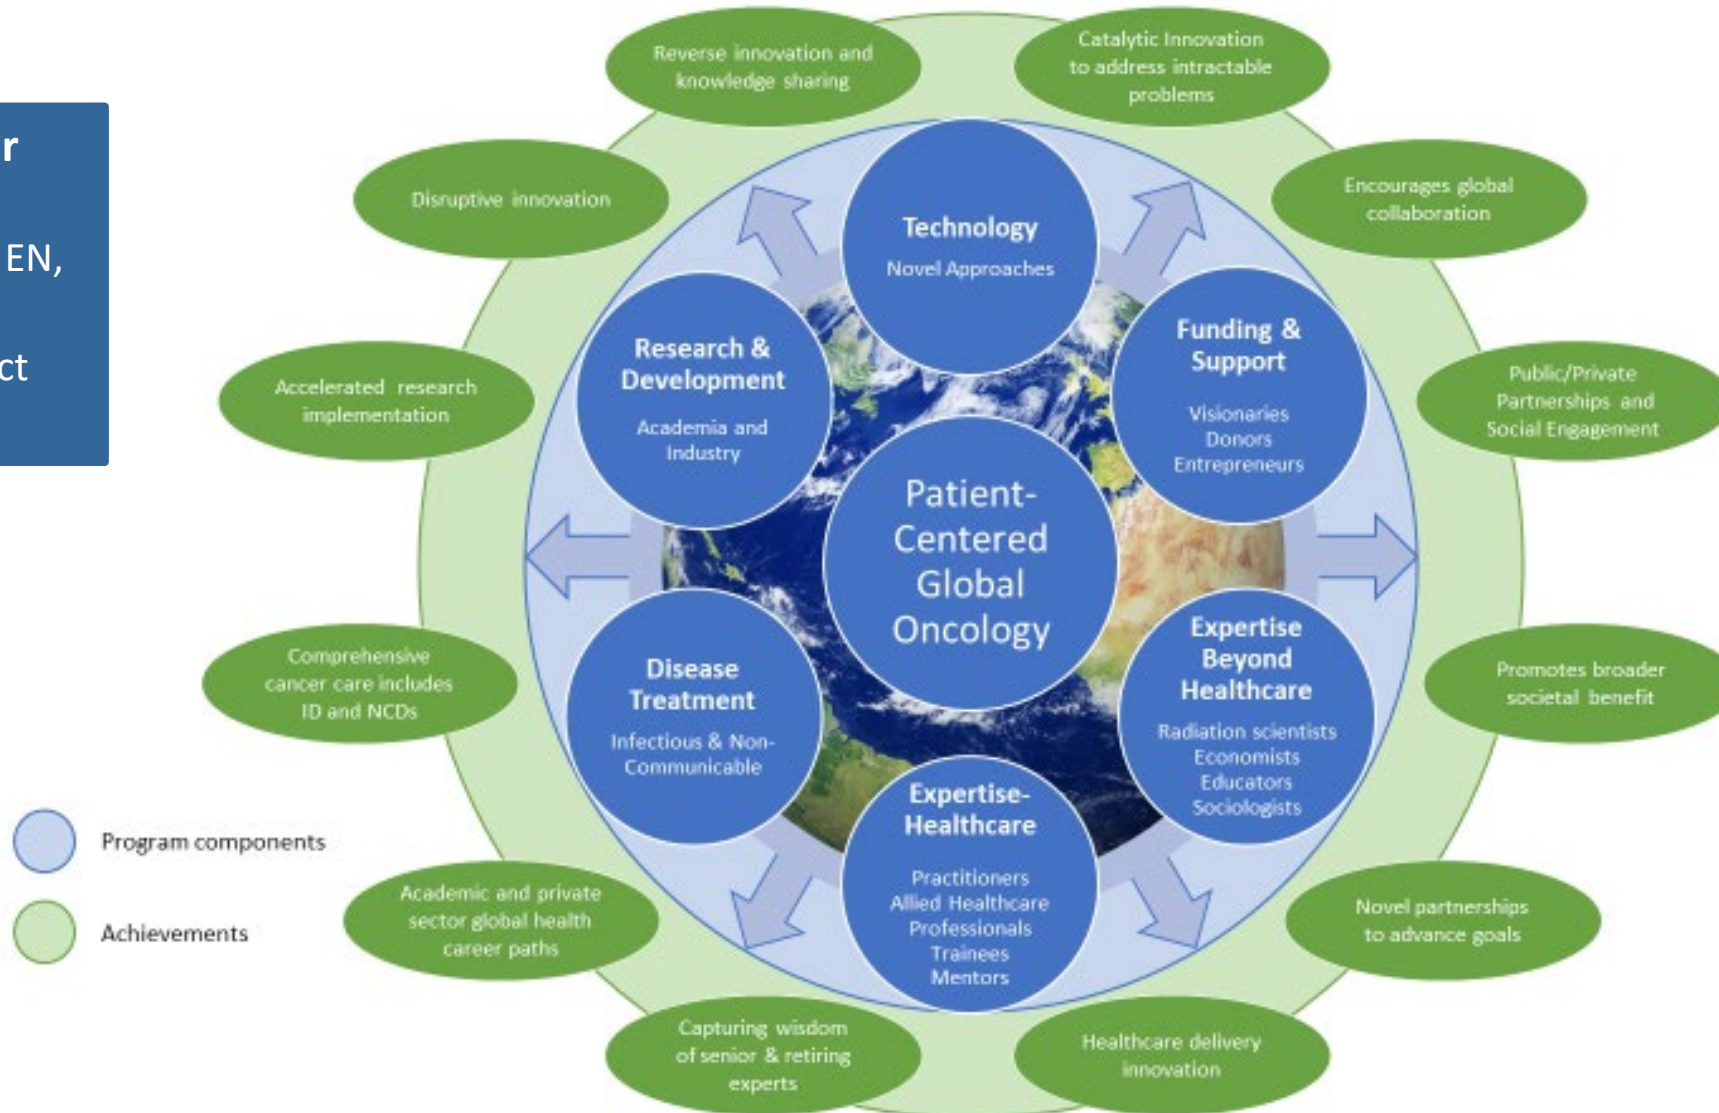 r
EN,
ct
Reverse innovation and
knowledge sharing
Catalytic Innovation
to address intractable
problems
Disruptive innovation
Encourages global
collaboration
Technology
Novel Approaches
Research &
Development
Academia and
Industry
Funding &
Support
Visionaries
Donors
Entrepreneurs
Accelerated research
implementation
Public/Private
Partnerships and
Social Engagement
Patient-
Centered
Global
Oncology
Comprehensive
cancer care includes
ID and NCDs
Disease
Treatment
Infectious & Non-
Communicable
Expertise
Beyond
Healthcare
Radiation scientists
Economists
Educators
Sociologists
Promotes broader
societal benefit
Expertise-
Healthcare
Practitioners
Allied Healthcare
Professionals
Trainees
Mentors
Program components
Achievements
Academic and private
sector global health
career paths
Novel partnerships
to advance goals
Capturing wisdom
of senior & retiring
experts
Healthcare delivery
innovation